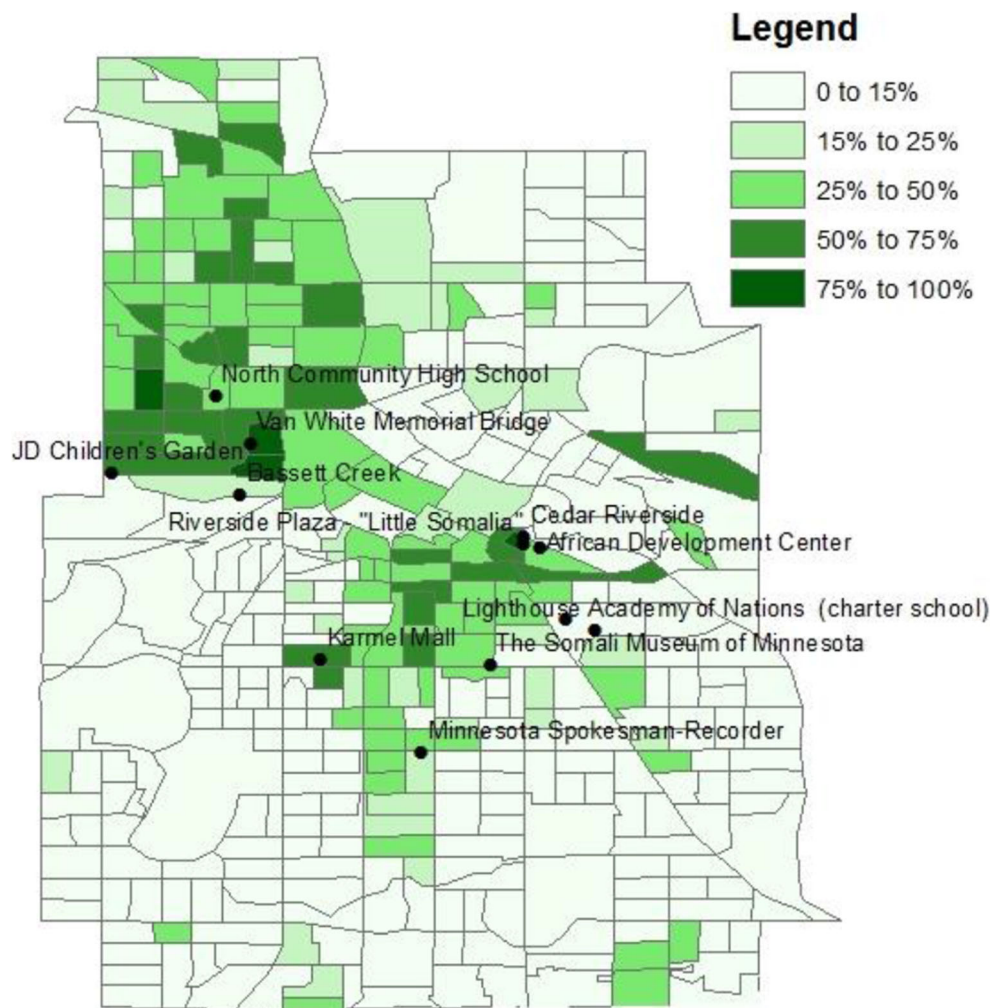 Legend
0 to 15%
15% to 25%
25% to 50%
50% to 75%
75% to 100%
North Community High School
Van White Memorial Bridge
JD Children's Garden
Bassett Creek
Riverside Plaza - "Little Somalia"
Cedar Riverside
African Development Center
Lighthouse Academy of Nations (charter school)
Karmel Mall
The Somali Museum of Minnesota
Minnesota Spokesman-Recorder